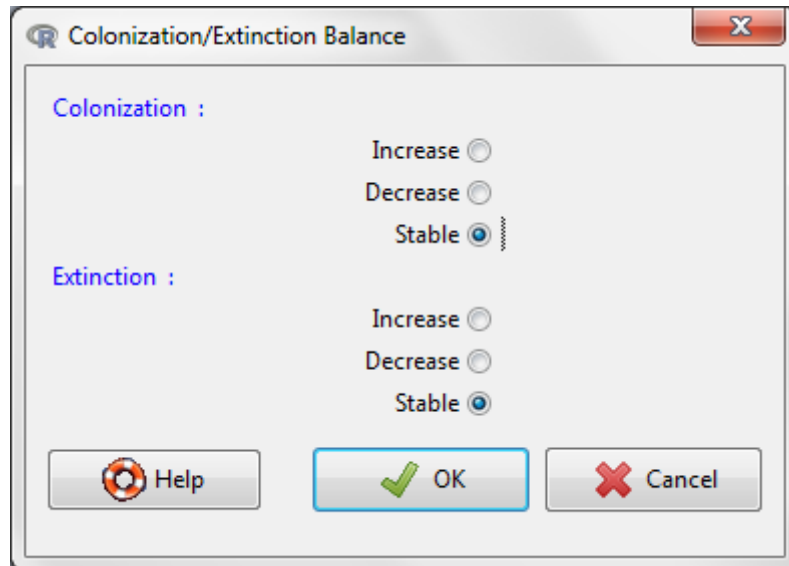 Colonization/Extinction Balance
Colonization :
Increase
Decrease
Stable
Extinction :
Increase
Decrease
Stable
Help OK Cancel